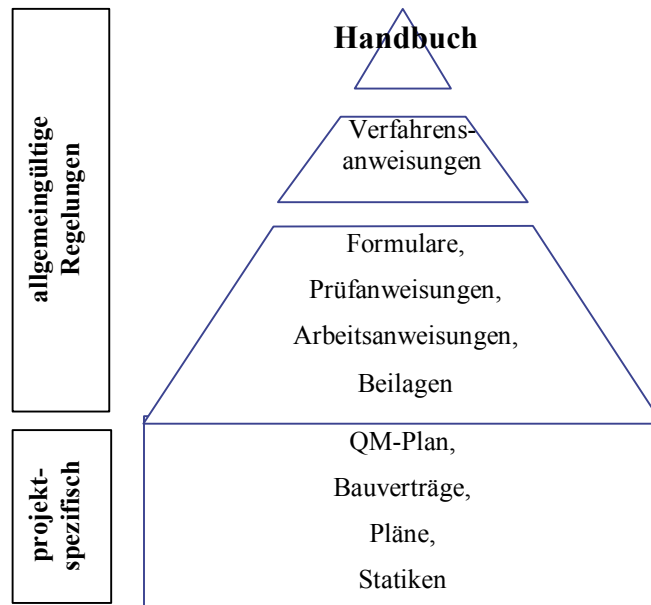 Handbuch
Verfahrens-
anweisungen
allgemeingültige
Regelungen
Formulare,
Prüfanweisungen,
Arbeitsanweisungen,
Beilagen
projekt-
spezifisch
QM-Plan,
Bauverträge,
Pläne,
Statiken